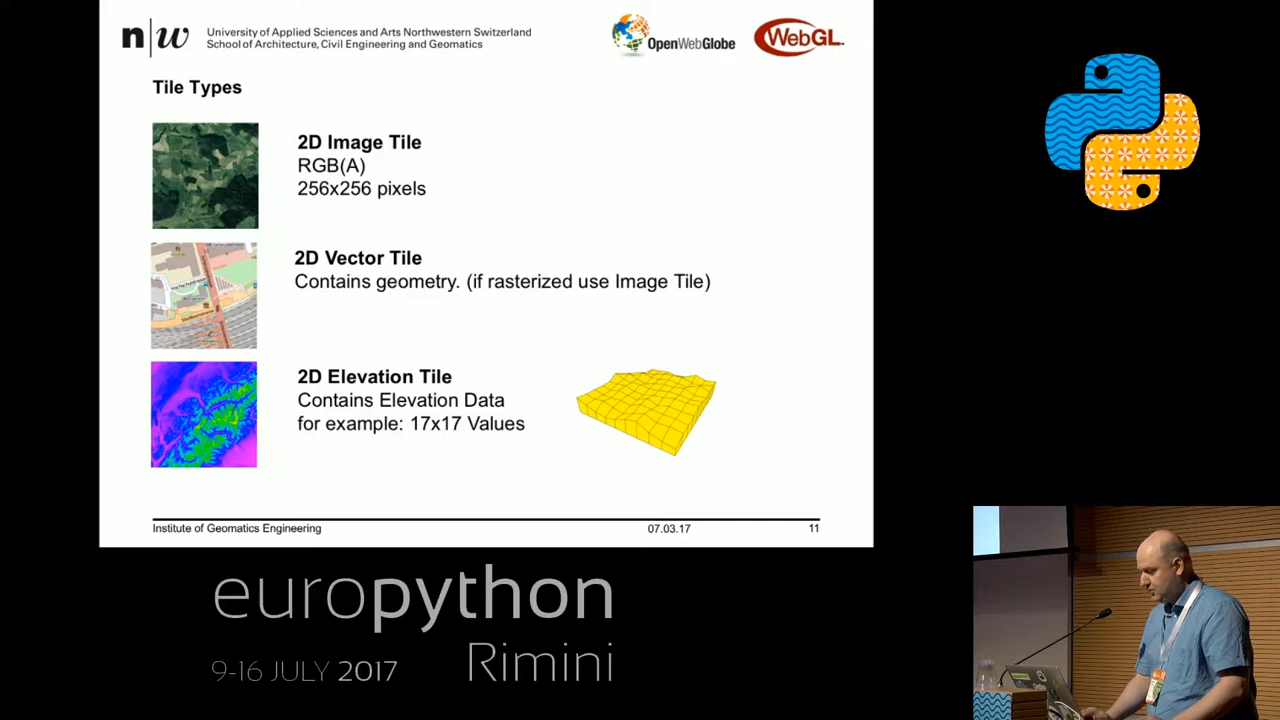 n|w
University of Applied Sciences and Arts Northwestern Switzerland
School of Architecture, Civil Engineering and Geomatics
OpenWebGlobe
WebGL™
Tile Types
2D Image Tile
RGB(A)
256x256 pixels
2D Vector Tile
Contains geometry. (if rasterized use Image Tile)
2D Elevation Tile
Contains Elevation Data
for example: 17x17 Values
Institute of Geomatics Engineering
07.03.17
11
europython
9-16 JULY 2017
Rimini